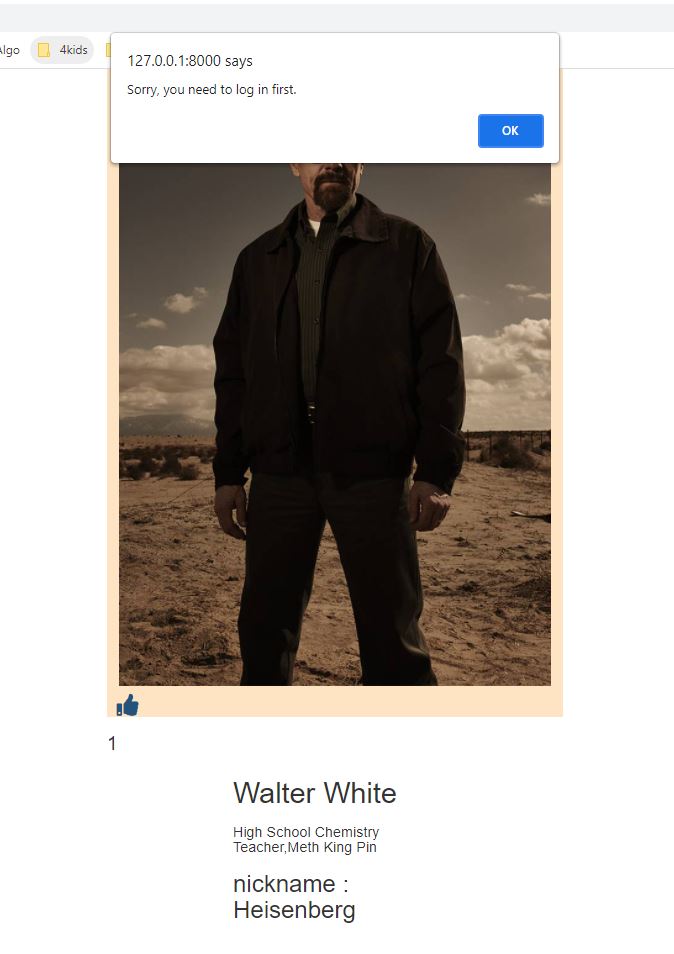 Algo
4kids
127.0.0.1:8000 says
Sorry, you need to log in first.
OK
1
Walter White
High School Chemistry
Teacher,Meth King Pin
nickname :
Heisenberg